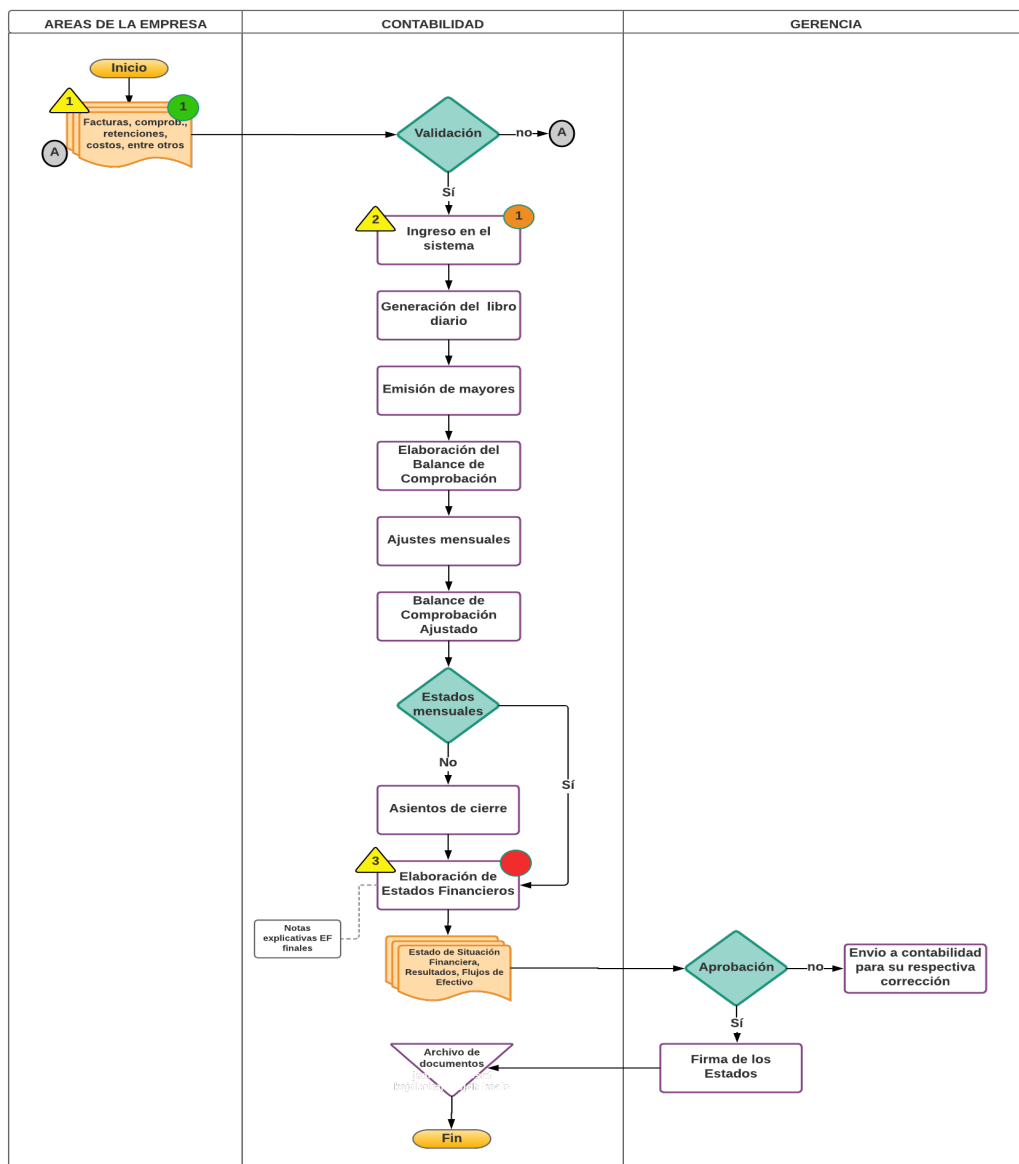 AREAS DE LA EMPRESA
CONTABILIDAD
GERENCIA
Inicio
1
1
Facturas, comprob.,
retenciones,
costos, entre otros
A
Validación
no
A
Sí
2
1
Ingreso en el
sistema
Generación del libro
diario
Emisión de mayores
Elaboración del
Balance de
Comprobación
Ajustes mensuales
Balance de
Comprobación
Ajustado
Estados
mensuales
No
Sí
Asientos de cierre
3
Elaboración de
Estados Financieros
Notas
explicativas EF
finales
Estado de Situación
Financiera,
Resultados, Flujos de
Efectivo
Aprobación
no
Envio a contabilidad
para su respectiva
corrección
Sí
Firma de los
Estados
Archivo de
documentos
Fin